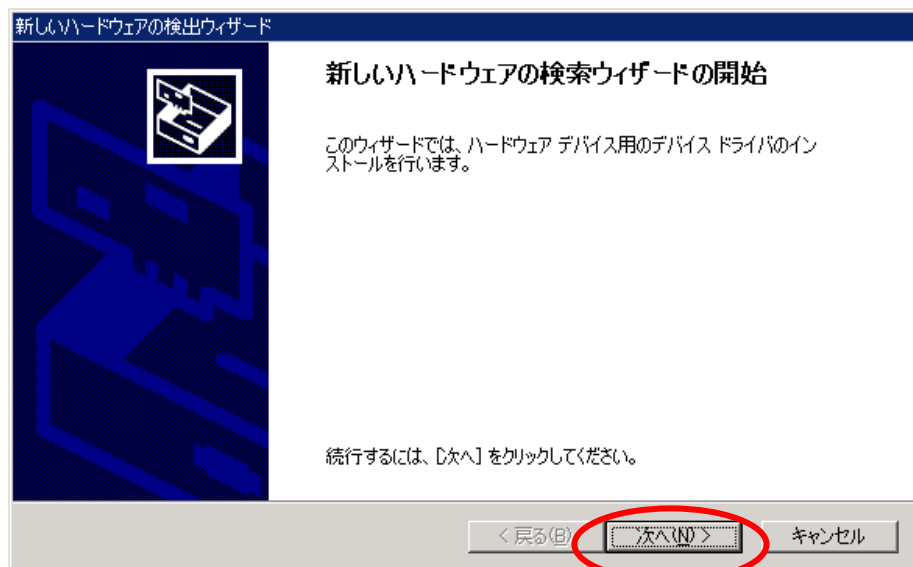 新しいハードウェアの検出ウィザード
新しいハードウェアの検索ウィザードの開始
このウィザードでは、ハードウェア デバイス用のデバイス ドライバのイン
ストールを行います。
続行するには、[次へ] をクリックしてください。
< 戻る(B)
次へ(N) >
キャンセル